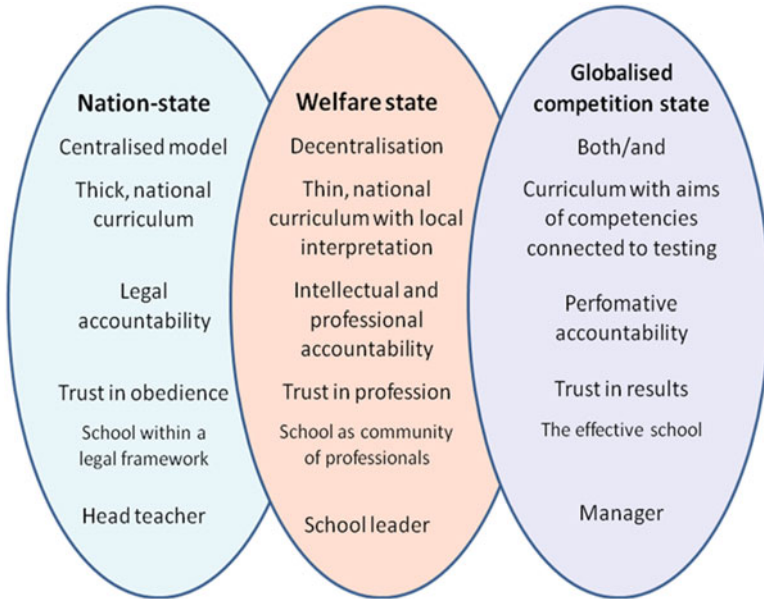 Nation-state
Centralised model
Thick, national
curriculum
Legal
accountability
Trust in obedience
School within a
legal framework
Head teacher
Welfare state
Decentralisation
Thin, national
curriculum with local
interpretation
Intellectual and
professional
accountability
Trust in profession
School as community
of professionals
School leader
Globalised
competition state
Both/and
Curriculum with aims
of competencies
connected to testing
Perfomative
accountability
Trust in results
The effective school
Manager